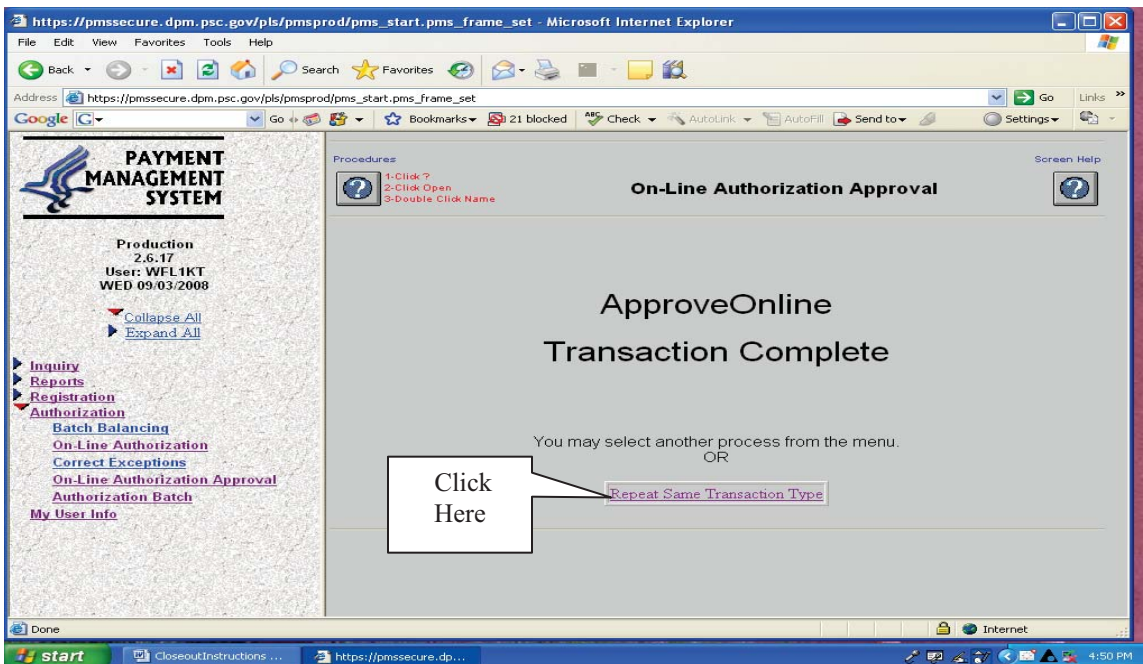 https://pmssecure.dpm.psc.gov/pls/pmsprod/pms_start.pms_frame_set - Microsoft Internet Explorer
File Edit View Favorites Tools Help
Back Search Favorites
Address https://pmssecure.dpm.psc.gov/pls/pmsprod/pms_start.pms_frame_set Go Links »
Google G Go Bookmarks 21 blocked ABC Check AutoLink AutoFill Send to Settings
PAYMENT
MANAGEMENT
SYSTEM
Production
2.6.17
User: WFL1KT
WED 09/03/2008
Collapse All
Expand All
Inquiry
Reports
Registration
Authorization
Batch Balancing
On-Line Authorization
Correct Exceptions
On-Line Authorization Approval
Authorization Batch
My User Info
Procedures
1-Click ?
2-Click Open
3-Double Click Name
On-Line Authorization Approval
Screen Help
ApproveOnline
Transaction Complete
You may select another process from the menu.
OR
Repeat Same Transaction Type
Click
Here
Done Internet
start CloseoutInstructions ... https://pmssecure.dp... 4:50 PM